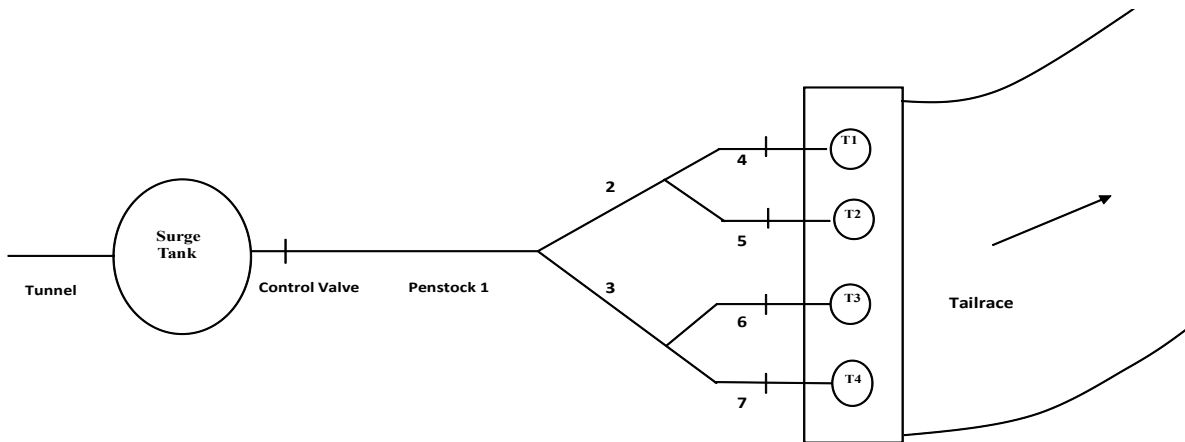 Surge
Tank
Tunnel
Control Valve
Penstock 1
2
3
4
5
6
7
T1
T2
T3
T4
Tailrace